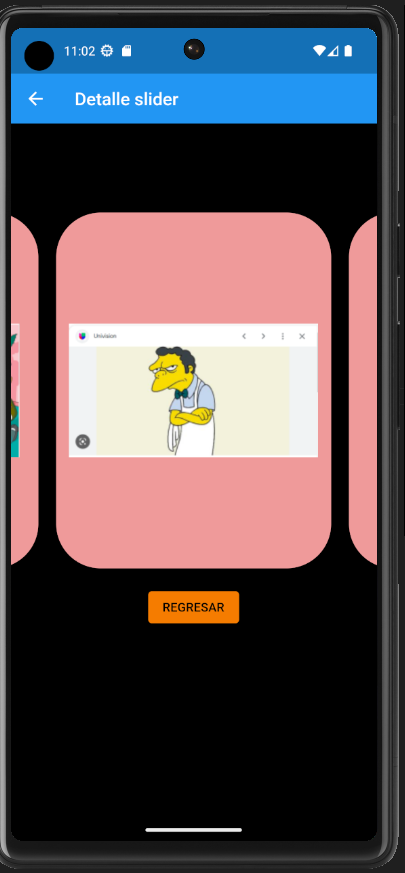 11:02
Detalle slider
Univision
REGRESAR